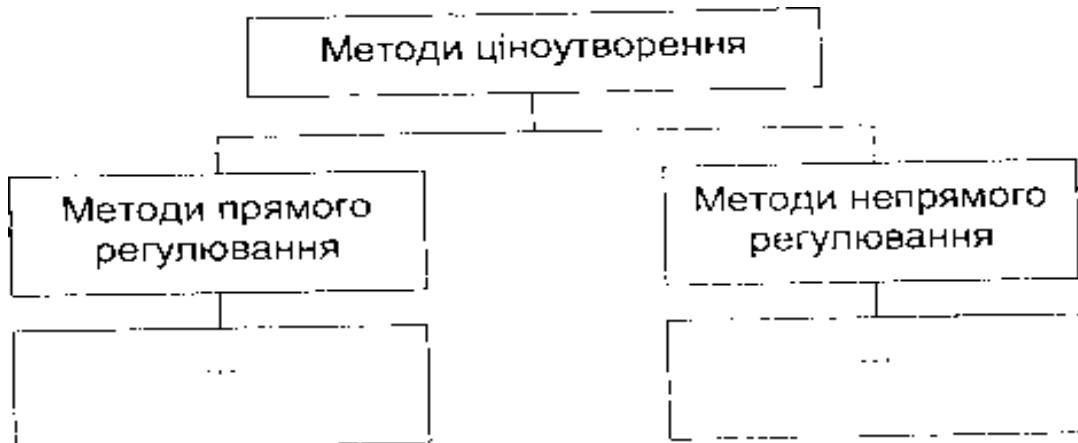 Методи ціноутворення
Методи прямого
регулювання
Методи непрямого
регулювання
...
...